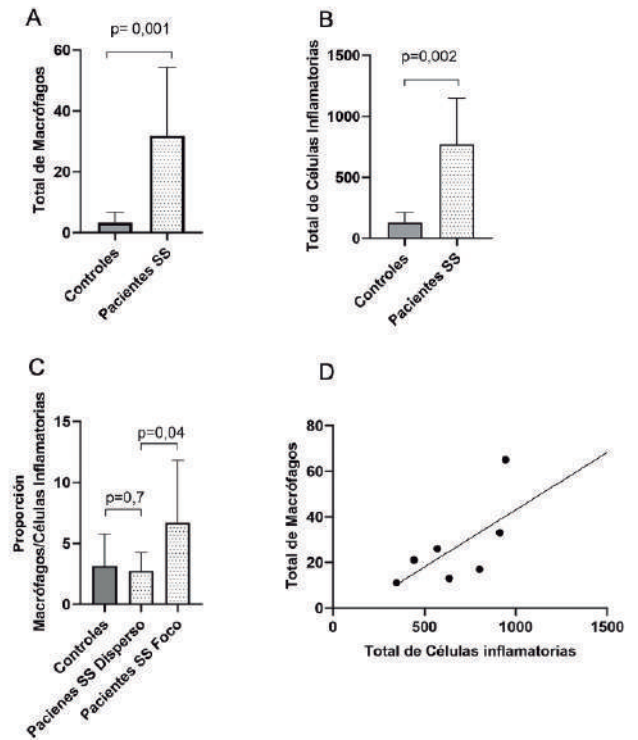 A
p= 0,001
Total de Macrófagos
60
40
20
0
Controles
Pacientes SS
B
p=0,002
Total de Células Inflamatorias
1500
1000
500
0
Controles
Pacientes SS
C
Proporción
Macrófagos/Células Inflamatorias
15
10
5
0
p=0,04
p=0,7
Controles
Pacienes SS Disperso
Pacientes SS Foco
D
Total de Macrófagos
80
60
40
20
0
500
1000
1500
Total de Células inflamatorias